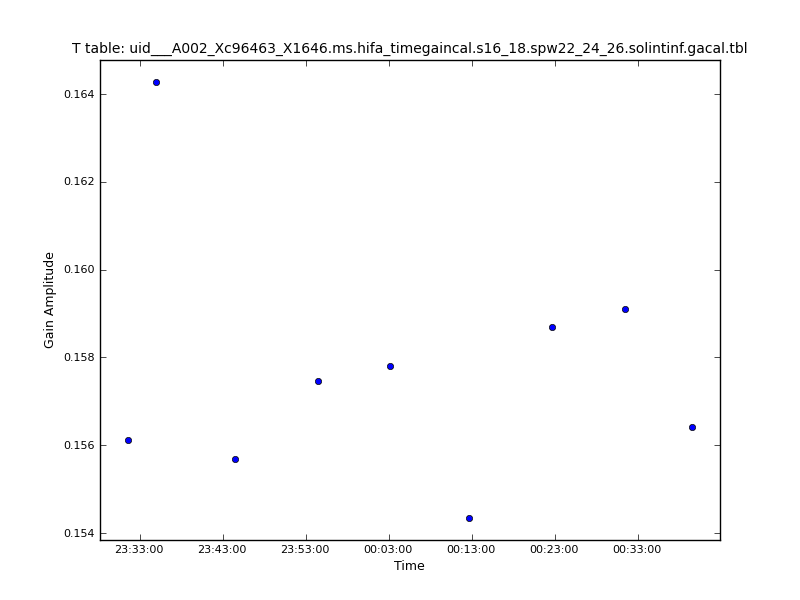 T table: uid___A002_Xc96463_X1646.ms.hifa_timegaincal.s16_18.spw22_24_26.solintinf.gacal.tbl
0.164
0.162
0.160
0.158
0.156
0.154
Gain Amplitude
23:33:00 23:43:00 23:53:00 00:03:00 00:13:00 00:23:00 00:33:00
Time